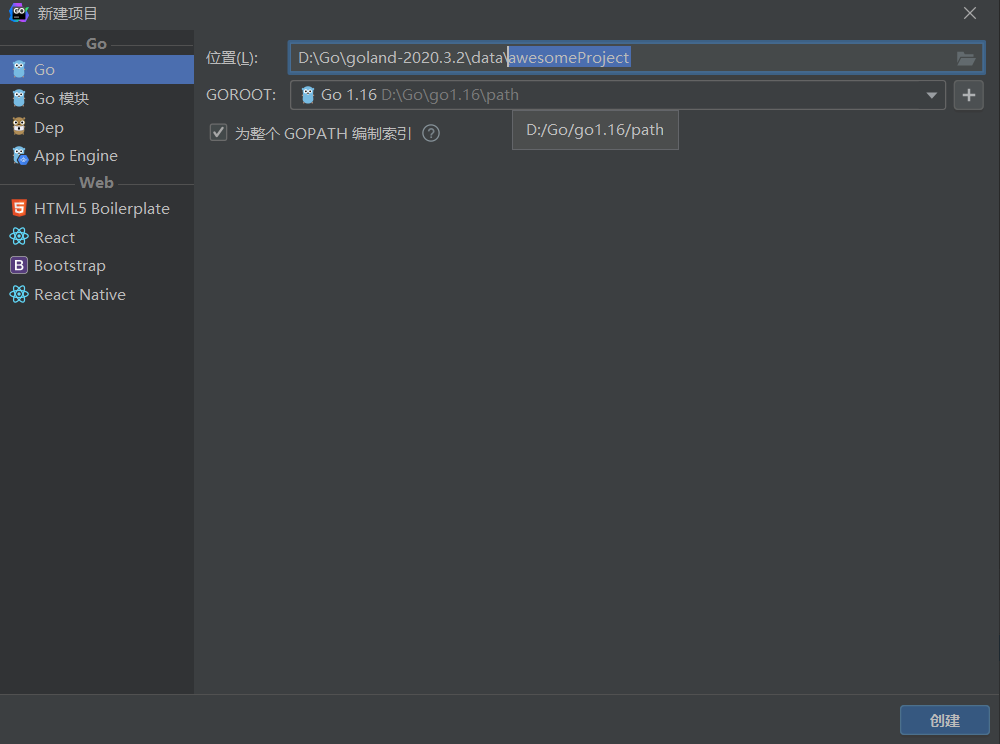 新建项目
Go
Go
Go 模块
Dep
App Engine
Web
HTML5 Boilerplate
React
Bootstrap
React Native
位置(L): D:\Go\goland-2020.3.2\data\awesomeProject
GOROOT: Go 1.16 D:\Go\go1.16\path
为整个 GOPATH 编制索引 ?
D:/Go/go1.16/path
创建